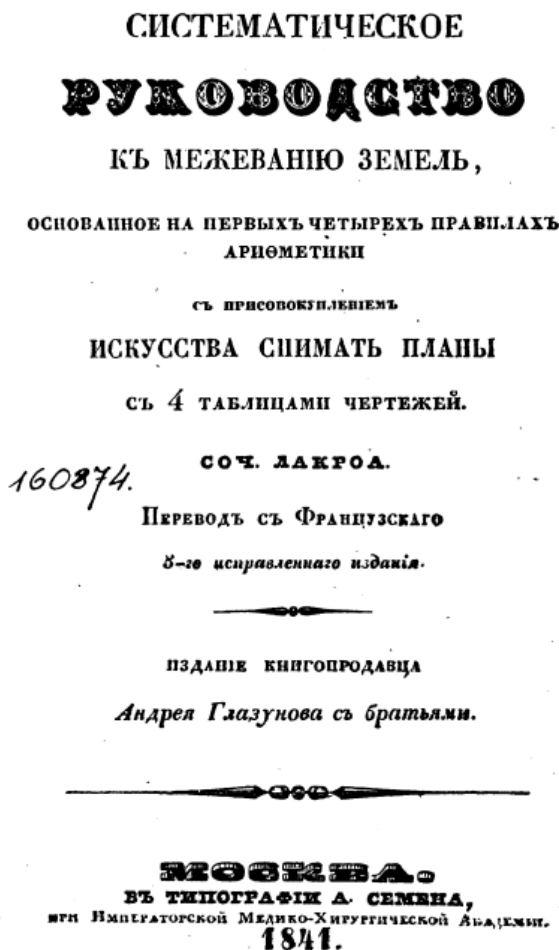 СИСТЕМАТИЧЕСКОЕ
РУКОВОДСТВО
КЪ МЕЖЕВАНІЮ ЗЕМЕЛЬ,
ОСНОВАННОЕ НА ПЕРВЫХЪ ЧЕТЫРЕХЪ ПРАВИЛАХЪ
АРИѲМЕТИКИ
СЪ ПРИСОВОКУПЛЕНІЕМЪ
ИСКУССТВА СНИМАТЬ ПЛАНЫ
СЪ 4 ТАБЛИЦАМИ ЧЕРТЕЖЕЙ.
СОЧ. ЛАКРОА.
160874.
ПЕРЕВОДЪ СЪ ФРАНЦУЗСКАГО
5-го исправленнаго изданія.
ИЗДАНІЕ КНИГОПРОДАВЦА
Андрея Глазунова съ братьями.
МОСКВА.
ВЪ ТИПОГРАФІИ А. СЕМЕНА,
ПРИ ИМПЕРАТОРСКОЙ МЕДИКО-ХИРУРГИЧЕСКОЙ АКАДЕМІИ.
1841.